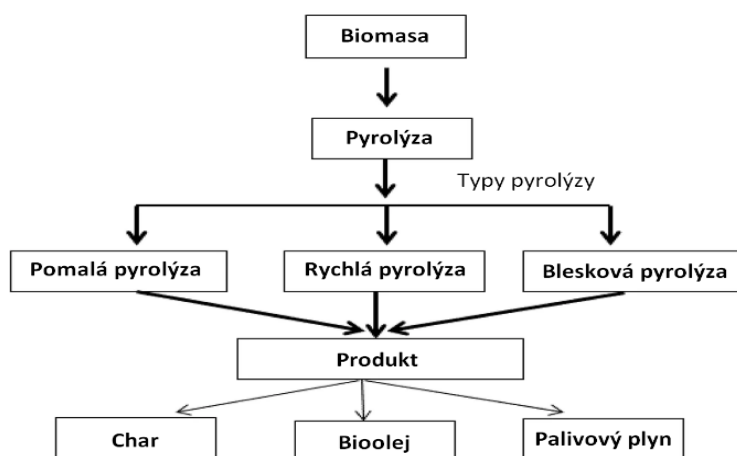 Biomasa
Pyrolýza
Typy pyrolýzy
Pomalá pyrolýza
Rychlá pyrolýza
Blesková pyrolýza
Produkt
Char
Bioolej
Palivový plyn